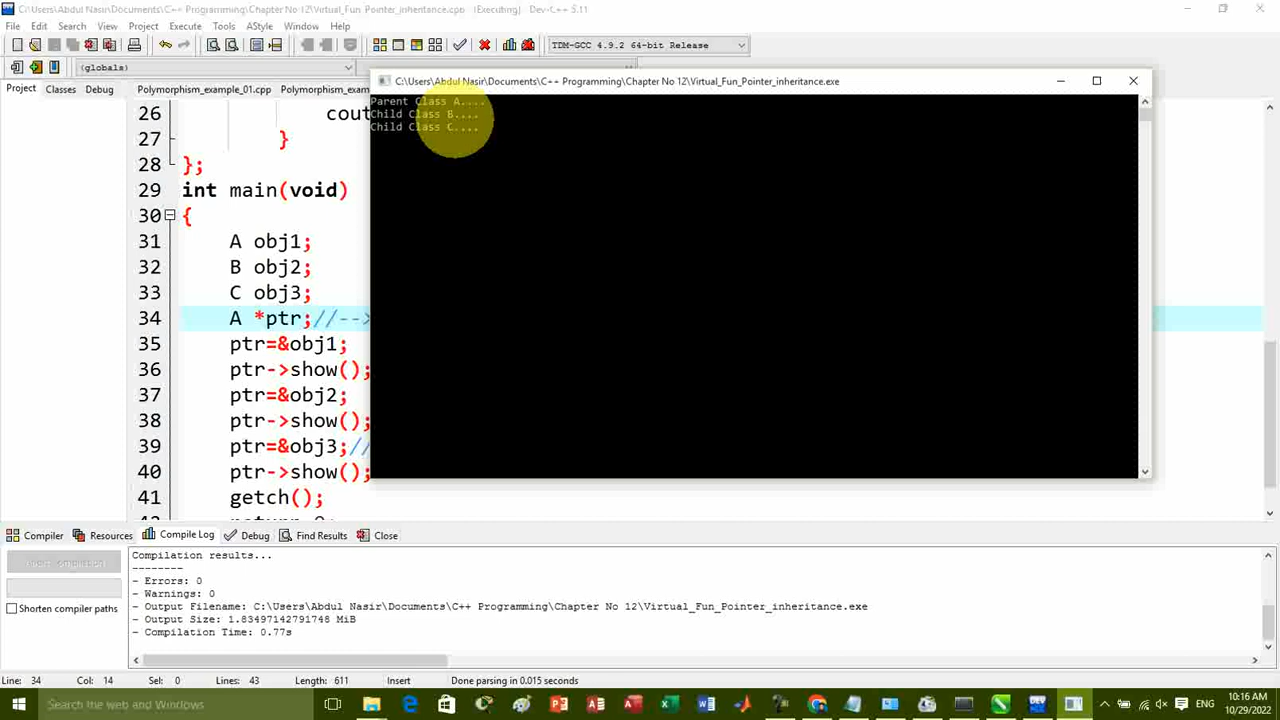 C:\Users\Abdul Nasir\Documents\C++ Programming\Chapter No 12\Virtual_Fun_Pointer_inheritance.cpp - [Executing] - Dev-C++ 5.11
File Edit Search View Project Execute Tools AStyle Window Help
TDM-GCC 4.9.2 64-bit Release
(globals)
C:\Users\Abdul Nasir\Documents\C++ Programming\Chapter No 12\Virtual_Fun_Pointer_inheritance.exe
Project Classes Debug
Polymorphism_example_01.cpp Polymorphism_exam
Parent Class A....
Child Class B....
Child Class C....
26 cout
27 }
28 };
29 int main(void)
30 {
31 A obj1;
32 B obj2;
33 C obj3;
34 A *ptr;//-->
35 ptr=&obj1;
36 ptr->show();
37 ptr=&obj2;
38 ptr->show();
39 ptr=&obj3;//
40 ptr->show();
41 getch();
Compiler Resources Compile Log Debug Find Results Close
Shorten compiler paths
Compilation results...
--------
- Errors: 0
- Warnings: 0
- Output Filename: C:\Users\Abdul Nasir\Documents\C++ Programming\Chapter No 12\Virtual_Fun_Pointer_inheritance.exe
- Output Size: 1.83497142791748 MiB
- Compilation Time: 0.77s
Line: 34 Col: 14 Sel: 0 Lines: 43 Length: 611 Insert Done parsing in 0.015 seconds
Search the web and Windows
ENG
10:16 AM
10/29/2022